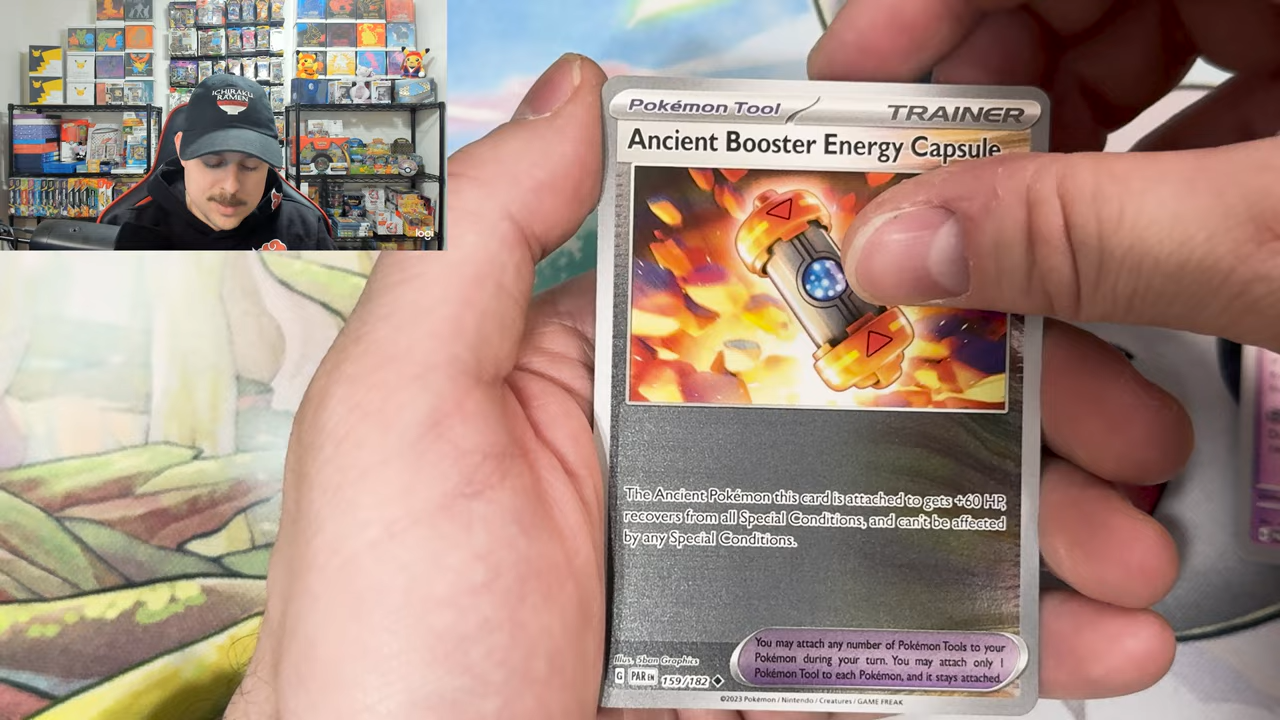 ICHIRAKU
RAMEN
logi
Pokémon Tool
TRAINER
Ancient Booster Energy Capsule
The Ancient Pokémon this card is attached to gets +60 HP,
recovers from all Special Conditions, and can't be affected
by any Special Conditions.
You may attach any number of Pokémon Tools to your
Pokémon during your turn. You may attach only 1
Pokémon Tool to each Pokémon, and it stays attached.
Illus. 5ban Graphics
G PAR EN 159/182
©2023 Pokémon / Nintendo / Creatures / GAME FREAK